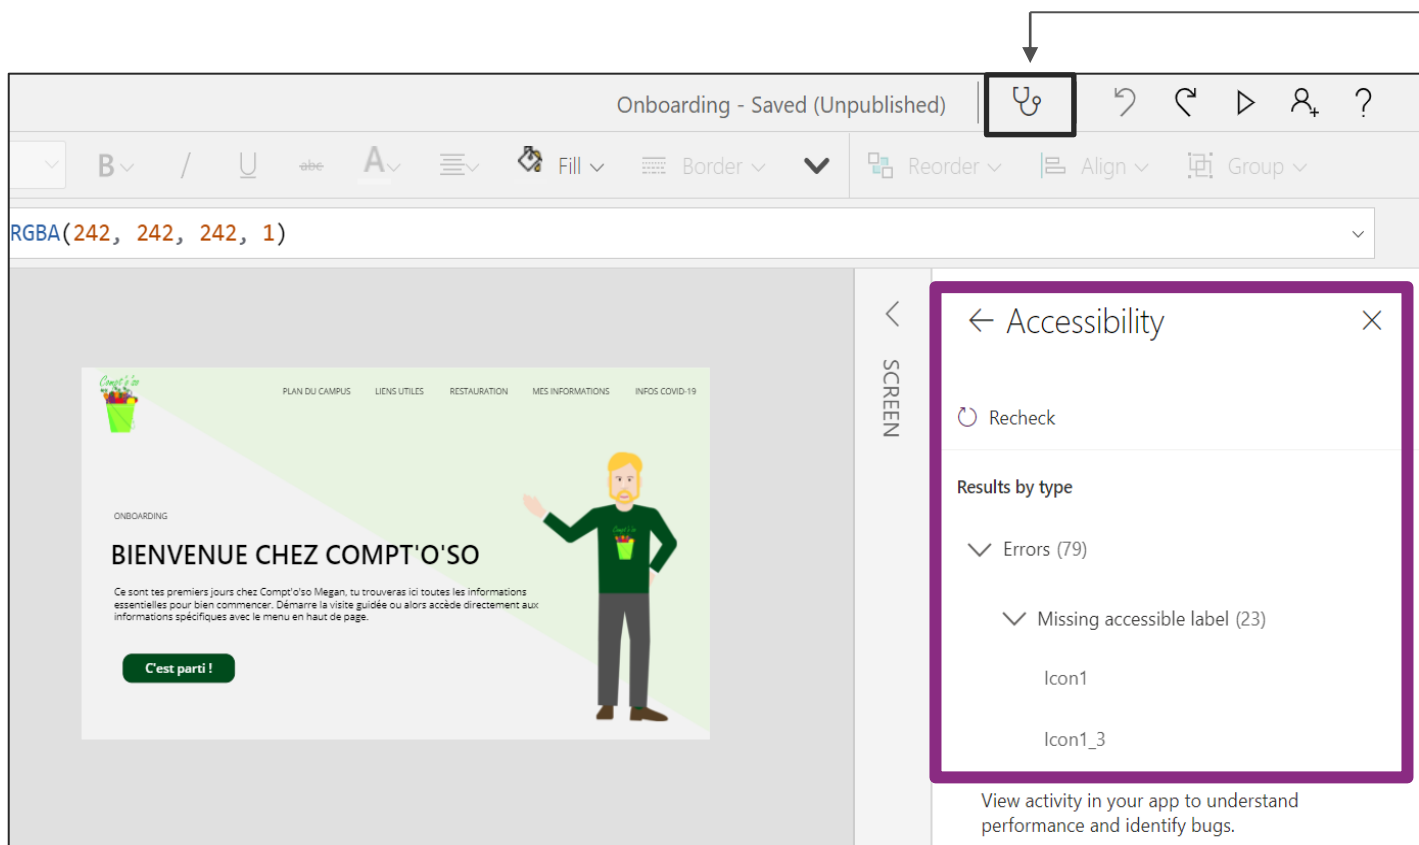 Onboarding - Saved (Unpublished)
B
/
U
abc
A
Fill
Border
Reorder
Align
Group
RGBA(242, 242, 242, 1)
SCREEN
Compt'o'so
PLAN DU CAMPUS LIENS UTILES RESTAURATION MES INFORMATIONS INFOS COVID-19
ONBOARDING
BIENVENUE CHEZ COMPT'O'SO
Ce sont tes premiers jours chez Compt'o'so Megan, tu trouveras ici toutes les informations
essentielles pour bien commencer. Démarre la visite guidée ou alors accède directement aux
informations spécifiques avec le menu en haut de page.
C'est parti !
Compt'o'so
Accessibility
Recheck
Results by type
Errors (79)
Missing accessible label (23)
Icon1
Icon1_3
View activity in your app to understand
performance and identify bugs.